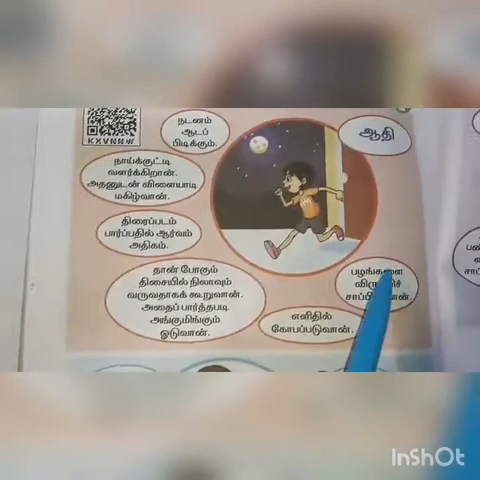 KXVNNW
நடனம்
ஆடப்
பிடிக்கும்.
ஆதி
நாய்க்குட்டி
வளர்க்கிறான்.
அதனுடன் விளையாடி
மகிழ்வான்.
திரைப்படம்
பார்ப்பதில் ஆர்வம்
அதிகம்.
தான் போகும்
திசையில் நிலாவும்
வருவதாகக் கூறுவான்.
அதைப் பார்த்தபடி
அங்குமிங்கும்
ஓடுவான்.
பழங்களை
எளிதில்
கோபப்படுவான்.
InShOt